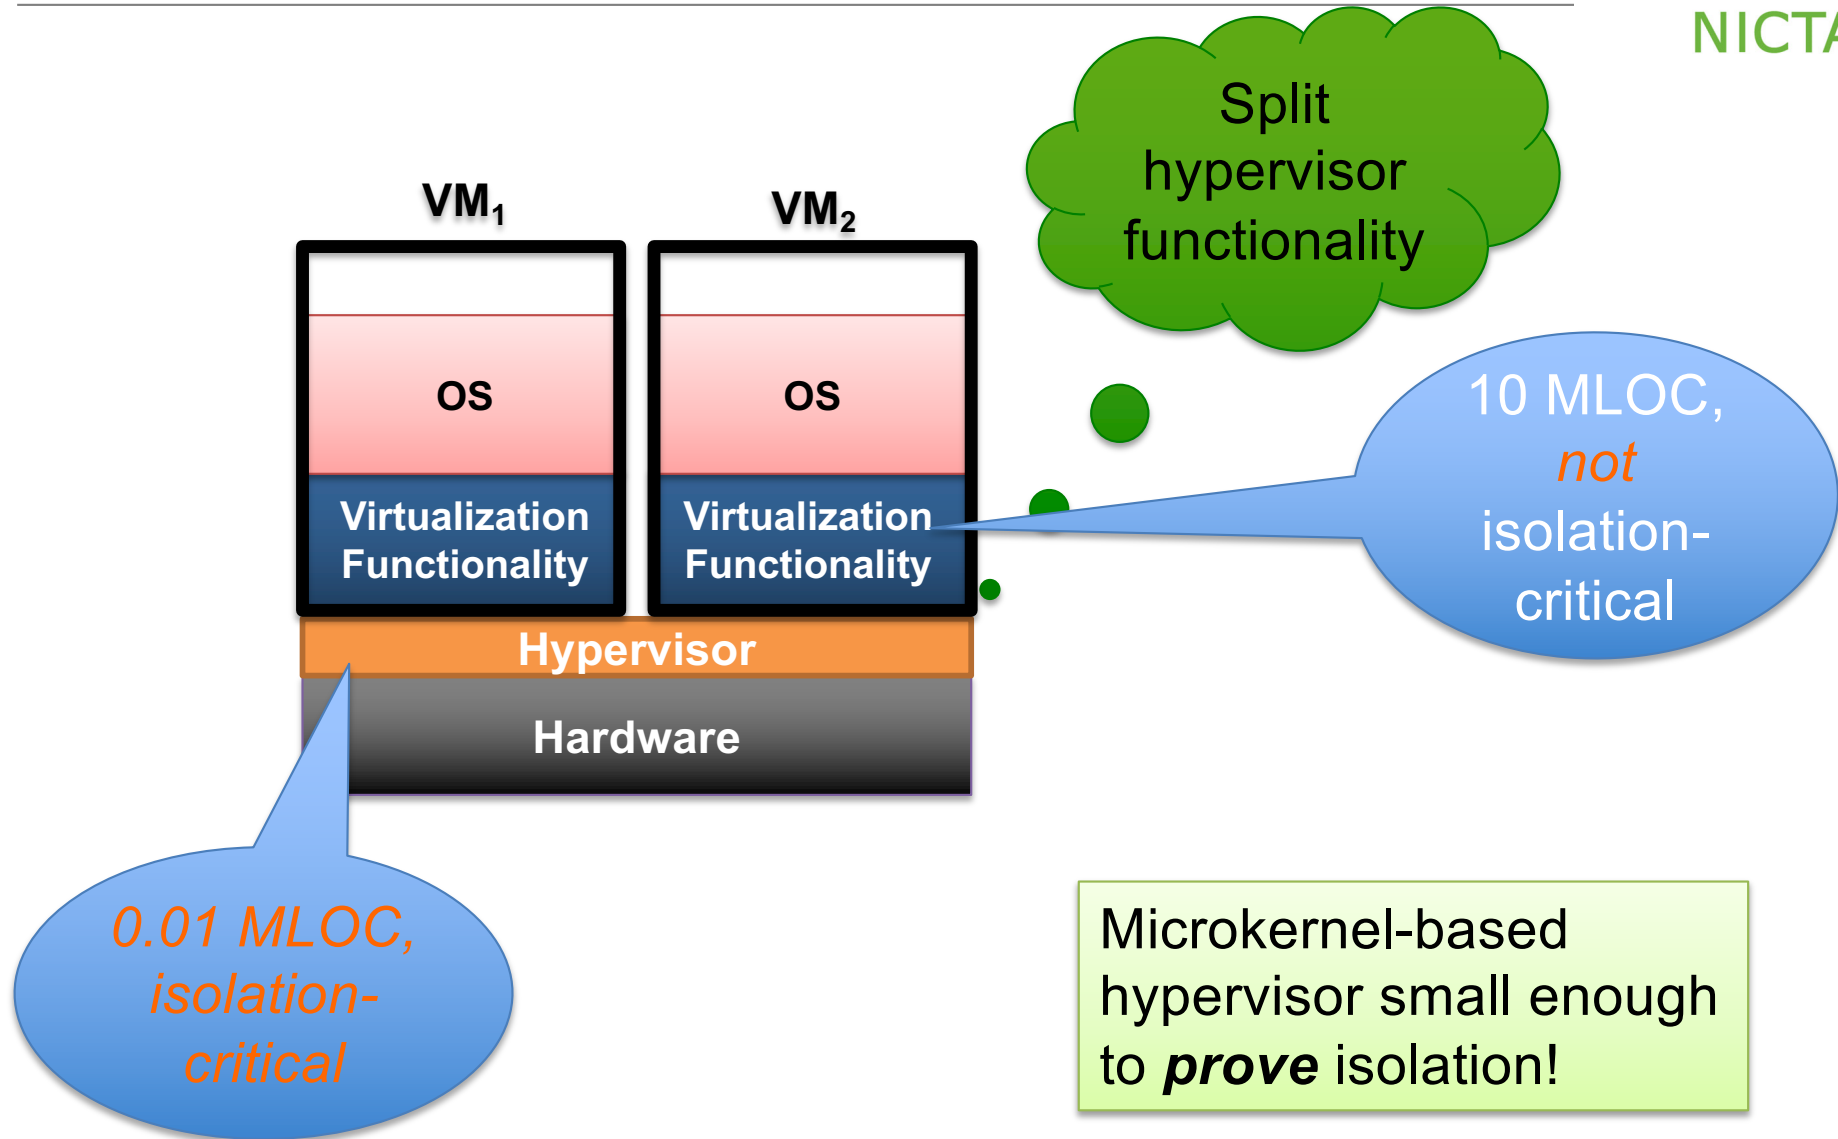 NICTA
Split
hypervisor
functionality
VM₁
VM₂
OS
OS
10 MLOC,
not
isolation-
critical
Virtualization
Functionality
Virtualization
Functionality
Hypervisor
Hardware
0.01 MLOC,
isolation-
critical
Microkernel-based
hypervisor small enough
to prove isolation!